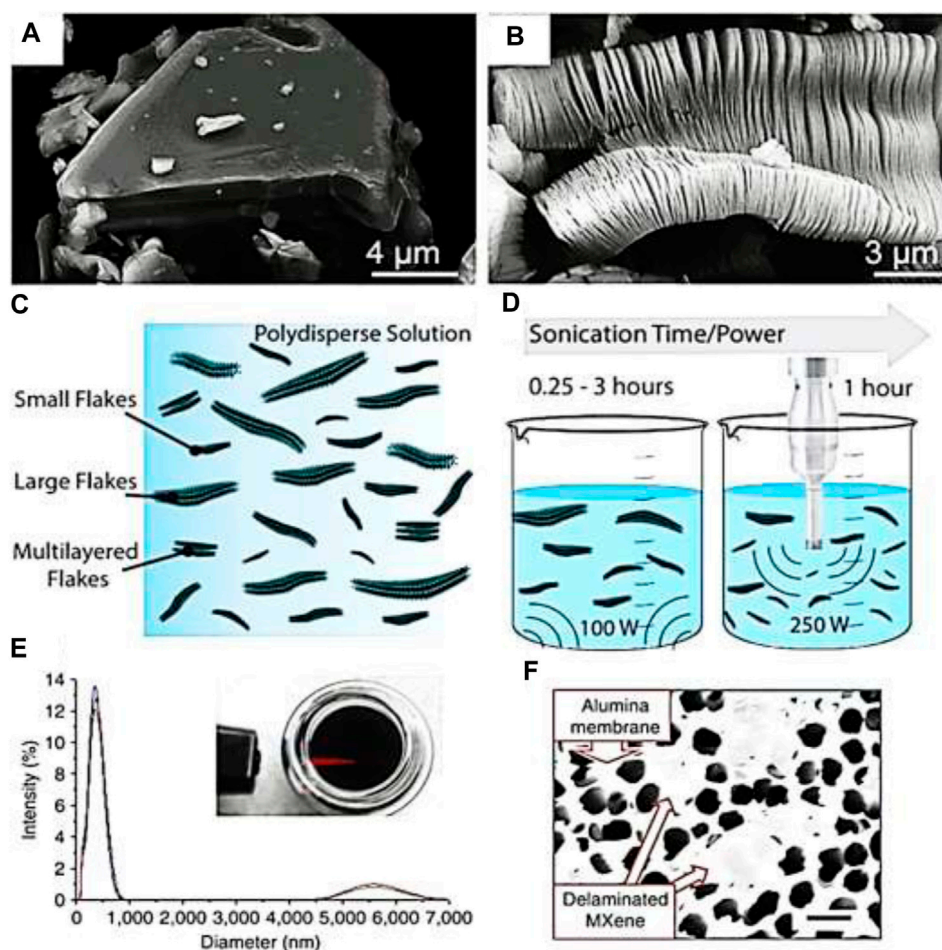 A
4 μm
B
3 μm
C
Polydisperse Solution
Small Flakes
Large Flakes
Multilayered
Flakes
D
Sonication Time/Power
0.25 - 3 hours
1 hour
100 W
250 W
E
14
12
10
8
6
4
2
0
Intensity (%)
0
1,000
2,000
3,000
4,000
5,000
6,000
7,000
Diameter (nm)
F
Alumina
membrane
Delaminated
MXene